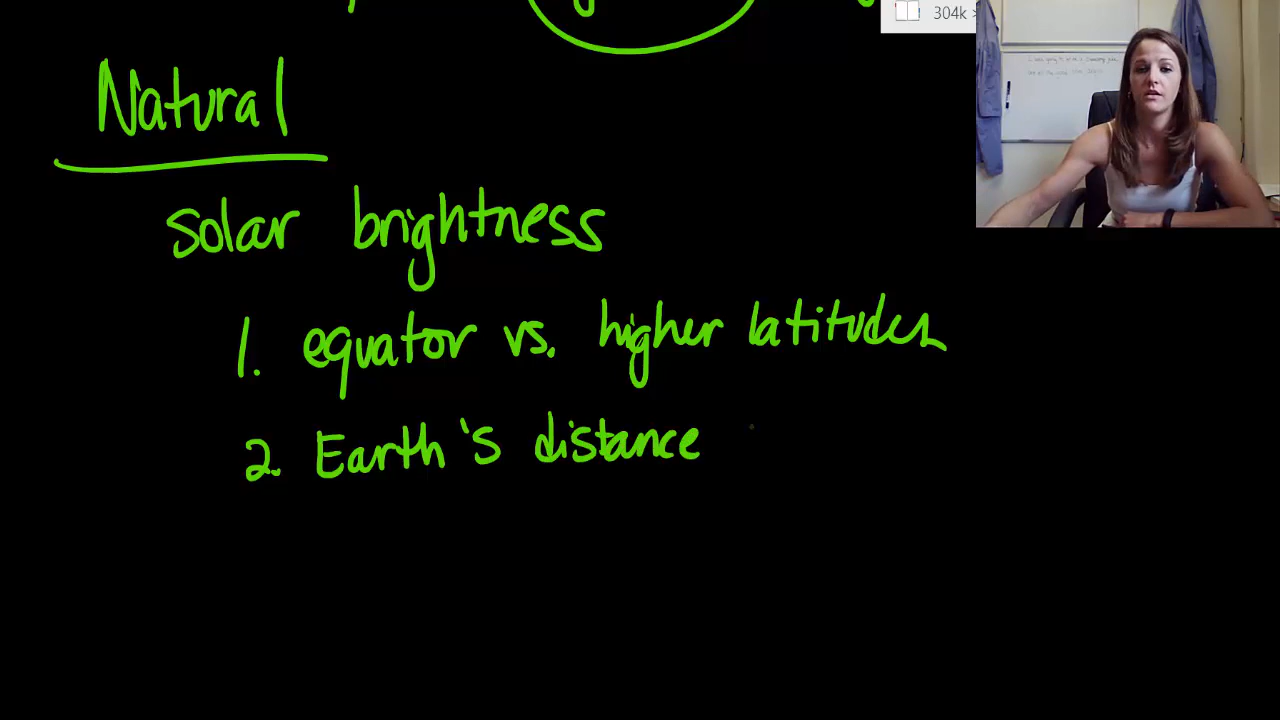 304k
Natural
solar brightness
1. equator vs. higher latitudes
2. Earth's distance